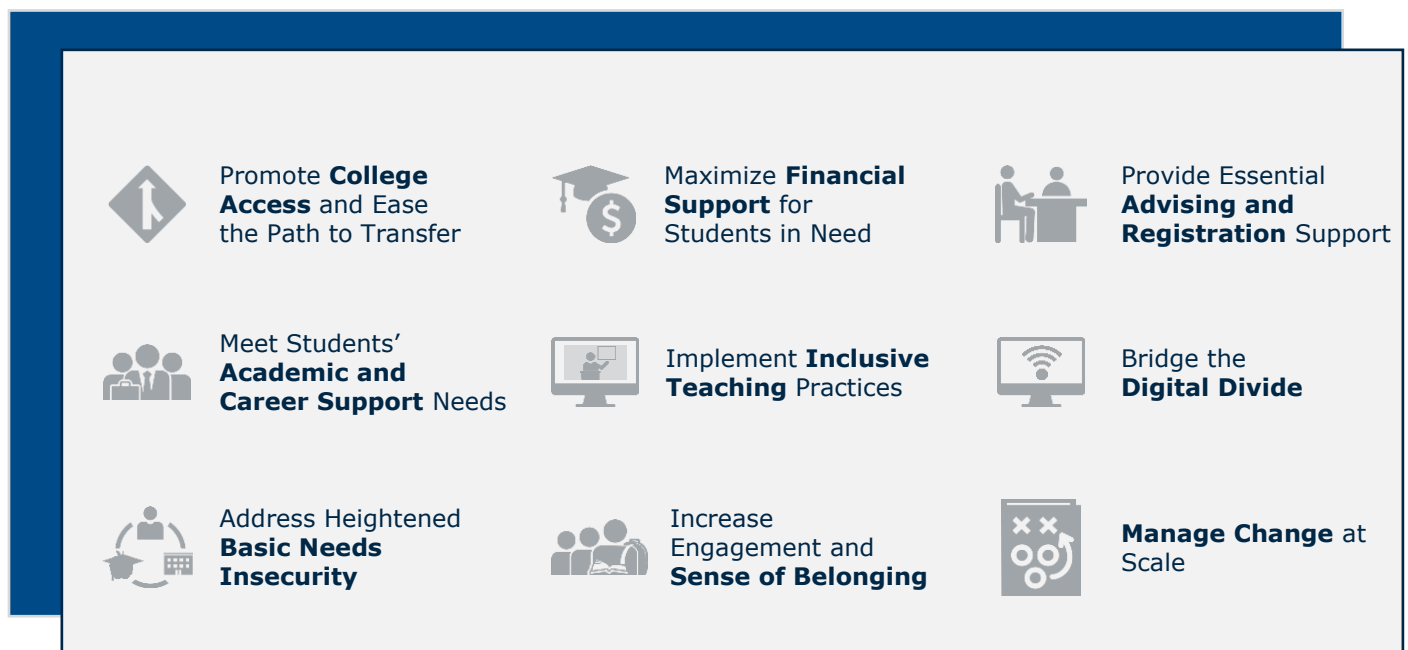 Promote College
Access and Ease
the Path to Transfer
Maximize Financial
Support for
Students in Need
Provide Essential
Advising and
Registration Support
Meet Students’
Academic and
Career Support Needs
Implement Inclusive
Teaching Practices
Bridge the
Digital Divide
Address Heightened
Basic Needs
Insecurity
Increase
Engagement and
Sense of Belonging
Manage Change at
Scale